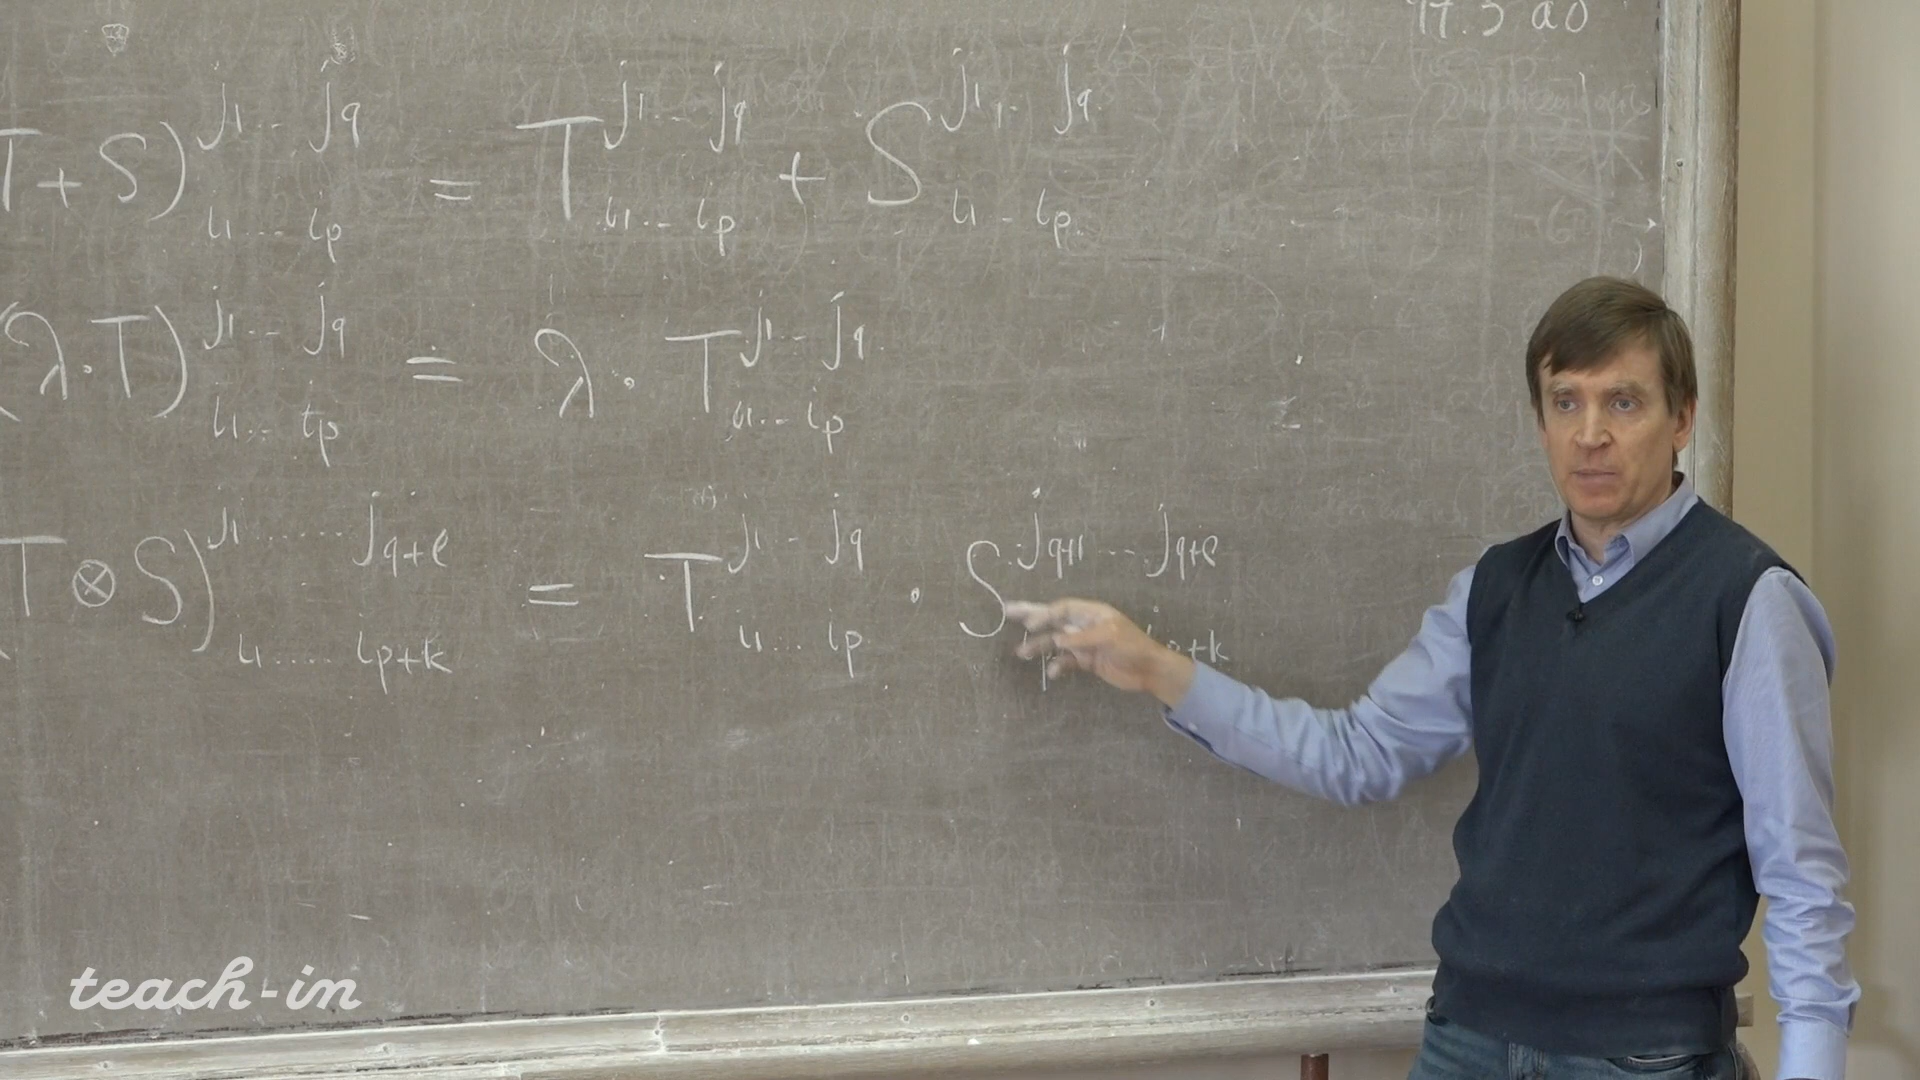 T+S)^{j_1...j_q}_{i_1...i_p} = T^{j_1...j_q}_{i_1...i_p} + S^{j_1...j_q}_{i_1...i_p}
(λ·T)^{j_1...j_q}_{i_1...i_p} = λ·T^{j_1...j_q}_{i_1...i_p}
T⊗S)^{j_1.....j_{q+ℓ}}_{i_1.....i_{p+k}} = T^{j_1...j_q}_{i_1...i_p} · S^{j_{q+1}...j_{q+ℓ}}_{...p+k}
teach-in